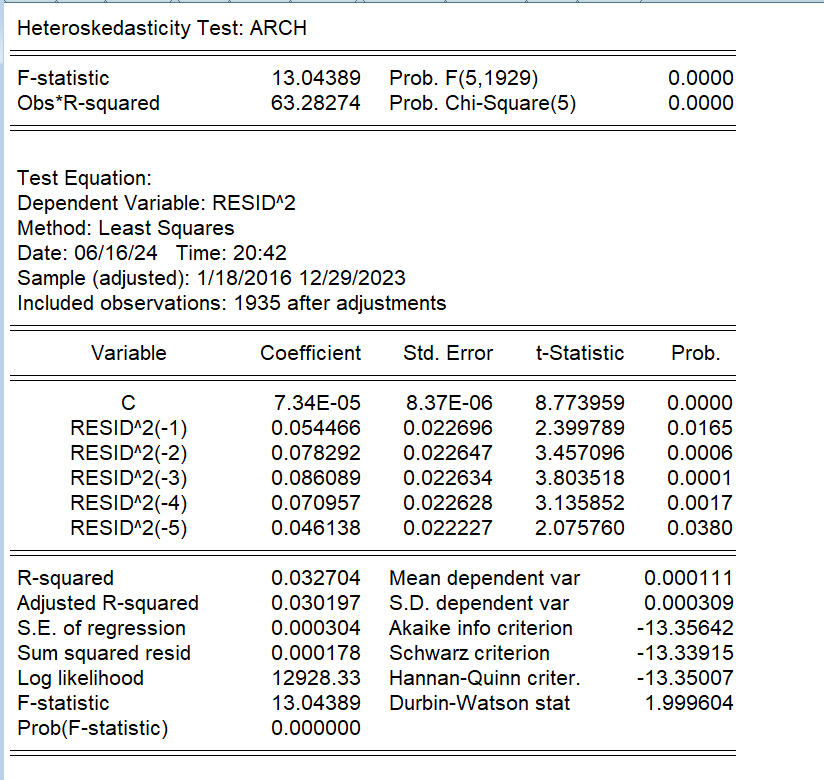 Heteroskedasticity Test: ARCH
F-statistic 13.04389 Prob. F(5,1929) 0.0000
Obs*R-squared 63.28274 Prob. Chi-Square(5) 0.0000
Test Equation:
Dependent Variable: RESID^2
Method: Least Squares
Date: 06/16/24 Time: 20:42
Sample (adjusted): 1/18/2016 12/29/2023
Included observations: 1935 after adjustments
Variable Coefficient Std. Error t-Statistic Prob.
C 7.34E-05 8.37E-06 8.773959 0.0000
RESID^2(-1) 0.054466 0.022696 2.399789 0.0165
RESID^2(-2) 0.078292 0.022647 3.457096 0.0006
RESID^2(-3) 0.086089 0.022634 3.803518 0.0001
RESID^2(-4) 0.070957 0.022628 3.135852 0.0017
RESID^2(-5) 0.046138 0.022227 2.075760 0.0380
R-squared 0.032704 Mean dependent var 0.000111
Adjusted R-squared 0.030197 S.D. dependent var 0.000309
S.E. of regression 0.000304 Akaike info criterion -13.35642
Sum squared resid 0.000178 Schwarz criterion -13.33915
Log likelihood 12928.33 Hannan-Quinn criter. -13.35007
F-statistic 13.04389 Durbin-Watson stat 1.999604
Prob(F-statistic) 0.000000